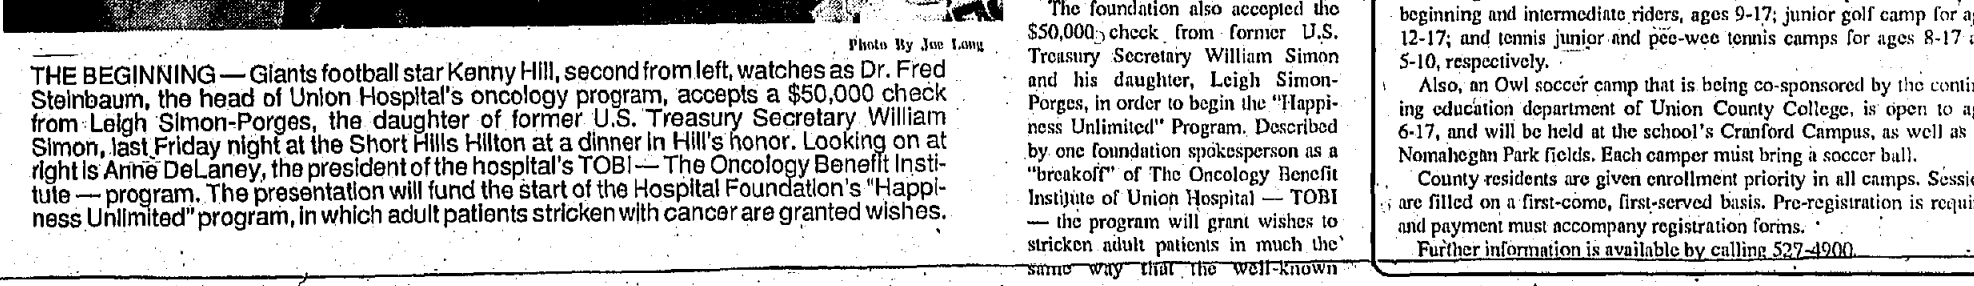 Photo By Joe Long
THE BEGINNING — Giants football star Kenny Hill, second from left, watches as Dr. Fred
Steinbaum, the head of Union Hospital's oncology program, accepts a $50,000 check
from Leigh Simon-Porges, the daughter of former U.S. Treasury Secretary William
Simon, last Friday night at the Short Hills Hilton at a dinner in Hill's honor. Looking on at
right is Anne DeLaney, the president of the hospital's TOBI — The Oncology Benefit Insti-
tute — program. The presentation will fund the start of the Hospital Foundation's "Happi-
ness Unlimited" program, in which adult patients stricken with cancer are granted wishes.
The foundation also accepted the
$50,000 check from former U.S.
Treasury Secretary William Simon
and his daughter, Leigh Simon-
Porges, in order to begin the "Happi-
ness Unlimited" Program. Described
by one foundation spokesperson as a
"breakoff" of The Oncology Benefit
Institute of Union Hospital — TOBI
— the program will grant wishes to
stricken adult patients in much the
same way that the well-known
beginning and intermediate riders, ages 9-17; junior golf camp for
12-17; and tennis junior and pee-wee tennis camps for ages 8-17
5-10, respectively.
Also, an Owl soccer camp that is being co-sponsored by the contin
ing education department of Union County College, is open to
6-17, and will be held at the school's Cranford Campus, as well as
Nomahegan Park fields. Each camper must bring a soccer ball.
County residents are given enrollment priority in all camps. Sessio
are filled on a first-come, first-served basis. Pre-registration is requi
and payment must accompany registration forms.
Further information is available by calling 527-4900.